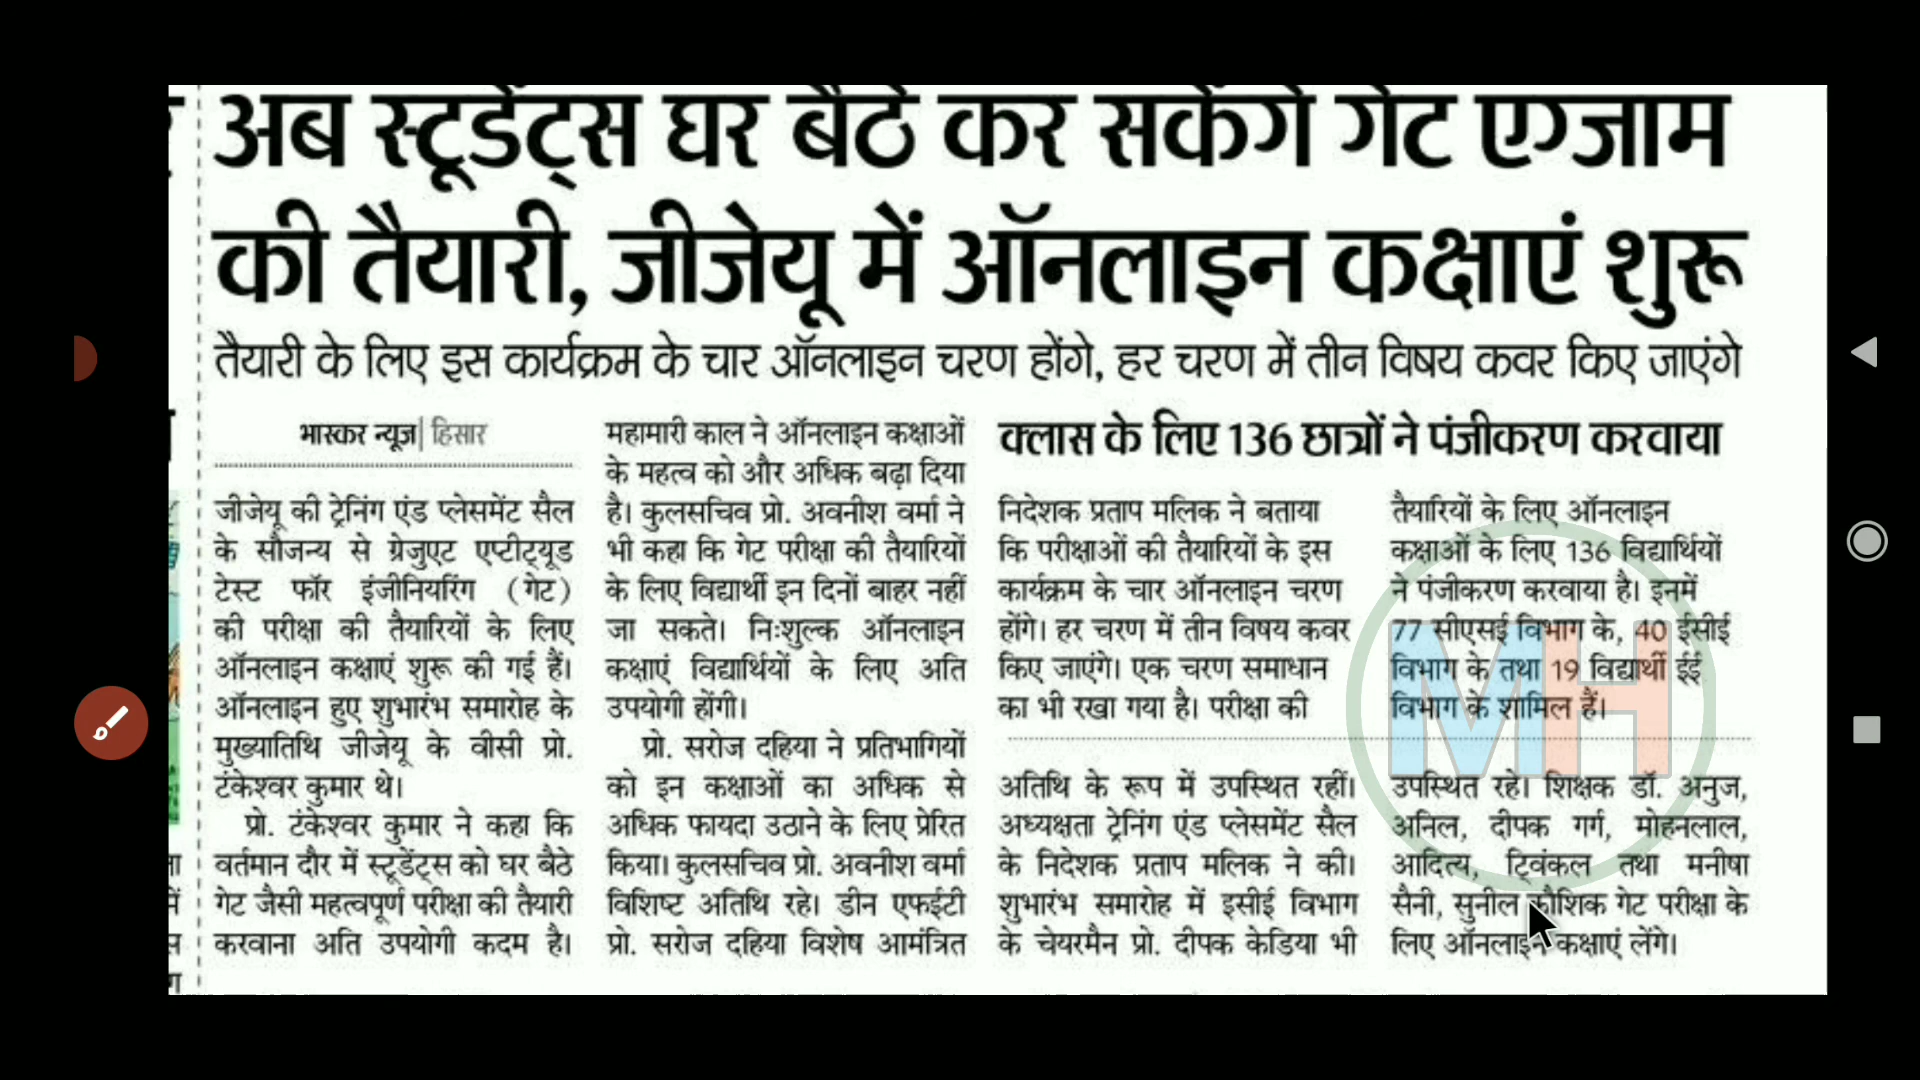 अब स्टूडेंट्स घर बैठे कर सकेंगे गेट एग्जाम
की तैयारी, जीजेयू में ऑनलाइन कक्षाएं शुरू
तैयारी के लिए इस कार्यक्रम के चार ऑनलाइन चरण होंगे, हर चरण में तीन विषय कवर किए जाएंगे
भास्कर न्यूज | हिसार
जीजेयू की ट्रेनिंग एंड प्लेसमेंट सैल
के सौजन्य से ग्रेजुएट एप्टीट्यूड
टेस्ट फॉर इंजीनियरिंग (गेट)
की परीक्षा की तैयारियों के लिए
ऑनलाइन कक्षाएं शुरू की गई हैं।
ऑनलाइन हुए शुभारंभ समारोह के
मुख्यातिथि जीजेयू के वीसी प्रो.
टंकेश्वर कुमार थे।
प्रो. टंकेश्वर कुमार ने कहा कि
वर्तमान दौर में स्टूडेंट्स को घर बैठे
गेट जैसी महत्वपूर्ण परीक्षा की तैयारी
करवाना अति उपयोगी कदम है।
महामारी काल ने ऑनलाइन कक्षाओं
के महत्व को और अधिक बढ़ा दिया
है। कुलसचिव प्रो. अवनीश वर्मा ने
भी कहा कि गेट परीक्षा की तैयारियों
के लिए विद्यार्थी इन दिनों बाहर नहीं
जा सकते। निःशुल्क ऑनलाइन
कक्षाएं विद्यार्थियों के लिए अति
उपयोगी होंगी।
प्रो. सरोज दहिया ने प्रतिभागियों
को इन कक्षाओं का अधिक से
अधिक फायदा उठाने के लिए प्रेरित
किया। कुलसचिव प्रो. अवनीश वर्मा
विशिष्ट अतिथि रहे। डीन एफईटी
प्रो. सरोज दहिया विशेष आमंत्रित
क्लास के लिए 136 छात्रों ने पंजीकरण करवाया
निदेशक प्रताप मलिक ने बताया
कि परीक्षाओं की तैयारियों के इस
कार्यक्रम के चार ऑनलाइन चरण
होंगे। हर चरण में तीन विषय कवर
किए जाएंगे। एक चरण समाधान
का भी रखा गया है। परीक्षा की
तैयारियों के लिए ऑनलाइन
कक्षाओं के लिए 136 विद्यार्थियों
ने पंजीकरण करवाया है। इनमें
77 सीएसई विभाग के, 40 ईसीई
विभाग के तथा 19 विद्यार्थी ईई
विभाग के शामिल हैं।
MH
अतिथि के रूप में उपस्थित रहीं।
अध्यक्षता ट्रेनिंग एंड प्लेसमेंट सैल
के निदेशक प्रताप मलिक ने की।
शुभारंभ समारोह में इसीई विभाग
के चेयरमैन प्रो. दीपक केडिया भी
उपस्थित रहे। शिक्षक डॉ. अनुज,
अनिल, दीपक गर्ग, मोहनलाल,
आदित्य, ट्विंकल तथा मनीषा
सैनी, सुनील कौशिक गेट परीक्षा के
लिए ऑनलाइन कक्षाएं लेंगे।